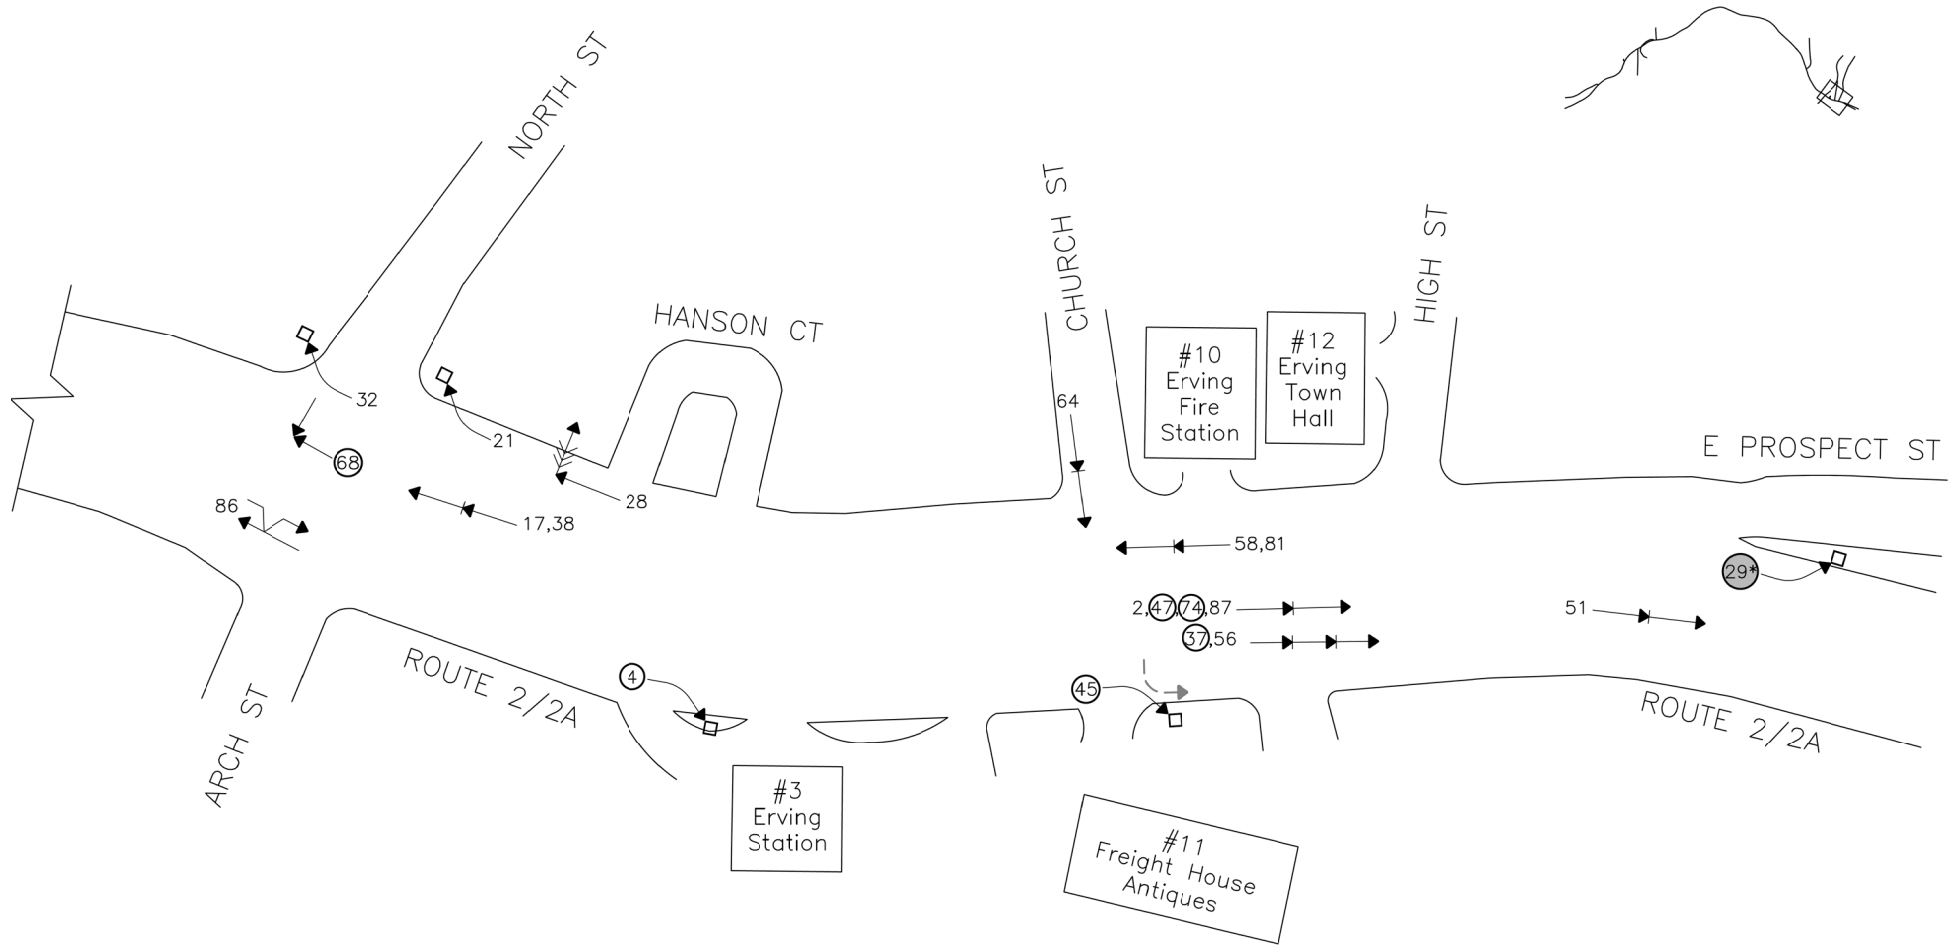 NORTH ST
CHURCH ST
HIGH ST
HANSON CT
#10
Erving
Fire
Station
#12
Erving
Town
Hall
E PROSPECT ST
32
64
21
68
28
86
17,38
58,81
29*
2,47,74,87
51
37,56
4
45
ROUTE 2/2A
ROUTE 2/2A
ARCH ST
#3
Erving
Station
#11
Freight House
Antiques